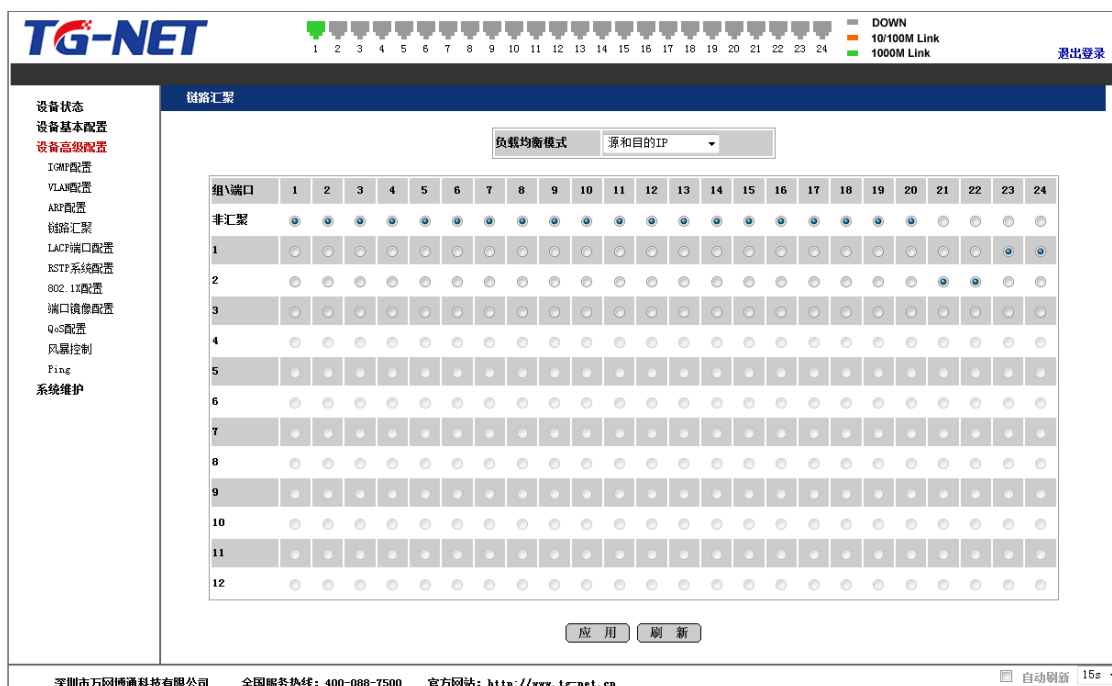 TG-NET
1 2 3 4 5 6 7 8 9 10 11 12 13 14 15 16 17 18 19 20 21 22 23 24
DOWN
10/100M Link
1000M Link
退出登录
设备状态
设备基本配置
设备高级配置
IGMP配置
VLAN配置
ARP配置
链路汇聚
LACP端口配置
RSTP系统配置
802.1X配置
端口镜像配置
QoS配置
风暴控制
Ping
系统维护
链路汇聚
负载均衡模式 源和目的IP
组\端口 1 2 3 4 5 6 7 8 9 10 11 12 13 14 15 16 17 18 19 20 21 22 23 24
非汇聚
1
2
3
4
5
6
7
8
9
10
11
12
应 用 刷 新
自动刷新 15s
深圳市万网博通科技有限公司 全国服务热线：400-088-7500 官方网站：http://www.tg-net.cn